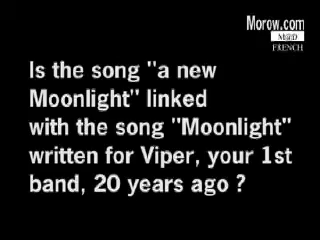 Morow.com
M@D
FRENCH
Is the song "a new
Moonlight" linked
with the song "Moonlight"
written for Viper, your 1st
band, 20 years ago ?